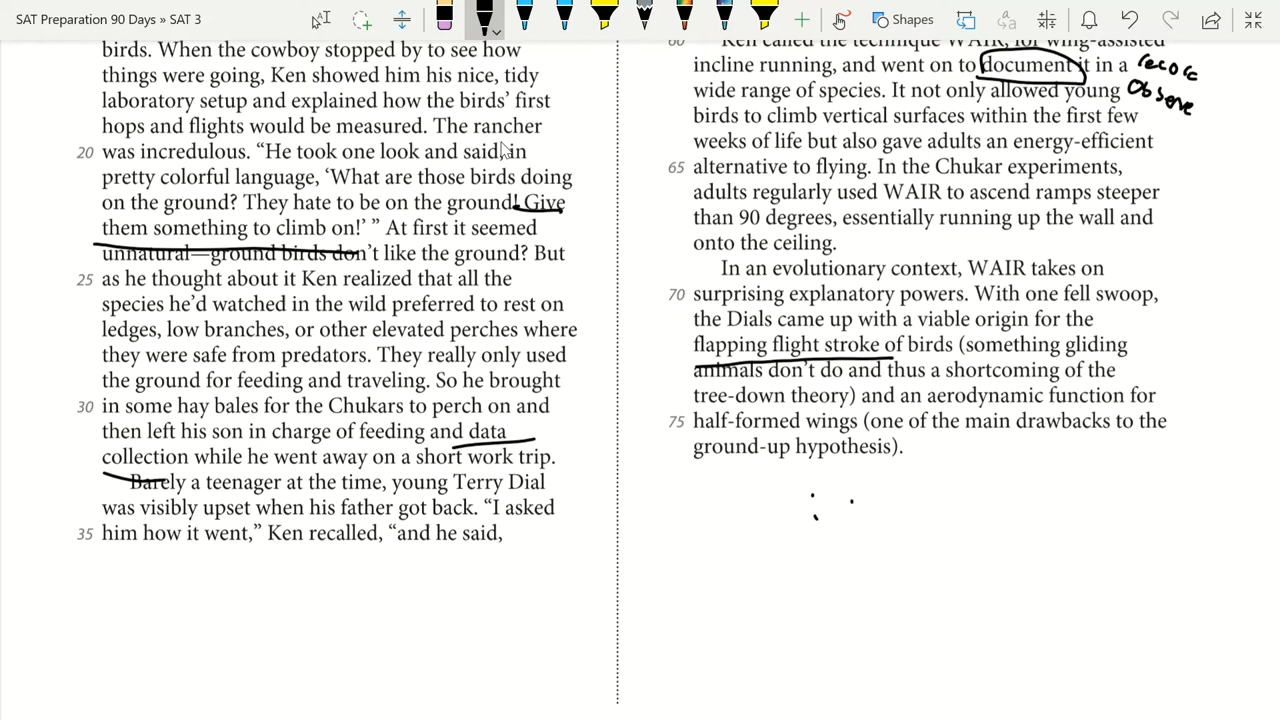 SAT Preparation 90 Days » SAT 3
Shapes
birds. When the cowboy stopped by to see how
things were going, Ken showed him his nice, tidy
laboratory setup and explained how the birds’ first
hops and flights would be measured. The rancher
20 was incredulous. “He took one look and said, in
pretty colorful language, ‘What are those birds doing
on the ground? They hate to be on the ground! Give
them something to climb on!’ ” At first it seemed
unnatural—ground birds don’t like the ground? But
25 as he thought about it Ken realized that all the
species he’d watched in the wild preferred to rest on
ledges, low branches, or other elevated perches where
they were safe from predators. They really only used
the ground for feeding and traveling. So he brought
30 in some hay bales for the Chukars to perch on and
then left his son in charge of feeding and data
collection while he went away on a short work trip.
Barely a teenager at the time, young Terry Dial
was visibly upset when his father got back. “I asked
35 him how it went,” Ken recalled, “and he said,
60 Ken called the technique WAIR, for wing-assisted
incline running, and went on to document it in a
wide range of species. It not only allowed young
birds to climb vertical surfaces within the first few
weeks of life but also gave adults an energy-efficient
65 alternative to flying. In the Chukar experiments,
adults regularly used WAIR to ascend ramps steeper
than 90 degrees, essentially running up the wall and
onto the ceiling.
In an evolutionary context, WAIR takes on
70 surprising explanatory powers. With one fell swoop,
the Dials came up with a viable origin for the
flapping flight stroke of birds (something gliding
animals don’t do and thus a shortcoming of the
tree-down theory) and an aerodynamic function for
75 half-formed wings (one of the main drawbacks to the
ground-up hypothesis).
Observe